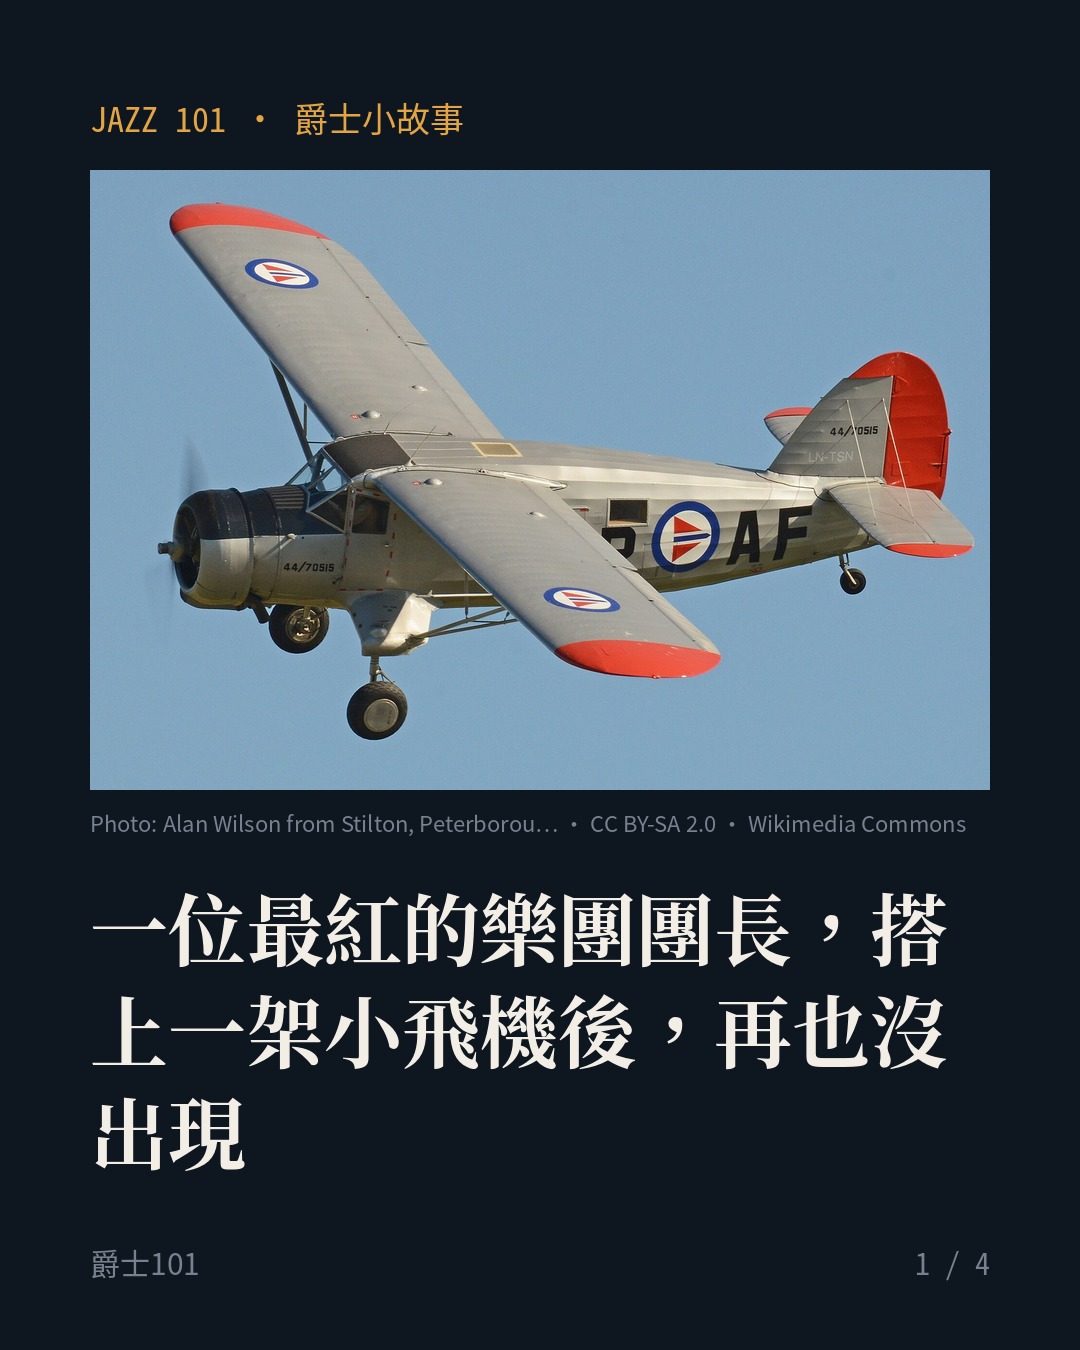 JAZZ 101 · 爵士小故事
44/70515
LN-TSN
R AF
44/70515
Photo: Alan Wilson from Stilton, Peterborou… · CC BY-SA 2.0 · Wikimedia Commons
一位最紅的樂團團長，搭
上一架小飛機後，再也沒
出現
爵士101
1 / 4